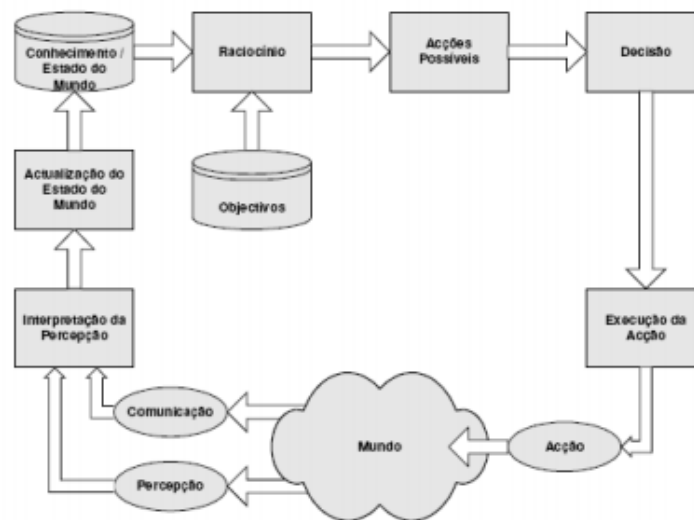 Conhecimento /
Estado do
Mundo
Raciocínio
Acções
Possíveis
Decisão
Actualização do
Estado do
Mundo
Objectivos
Interpretação da
Percepção
Execução da
Acção
Comunicação
Mundo
Acção
Percepção